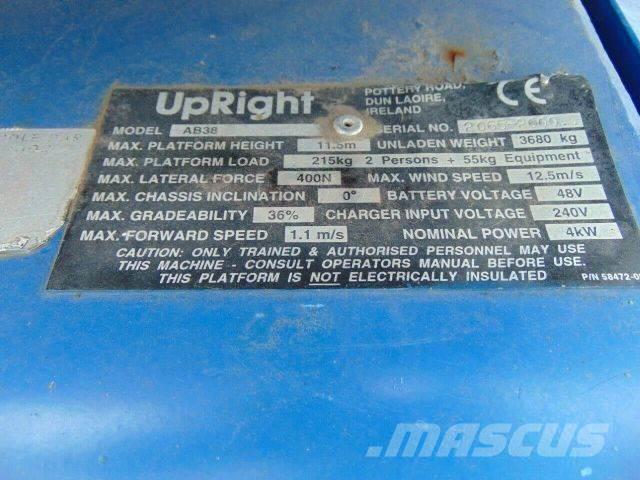 UpRight
POTTERY ROAD,
DUN LAOIRE,
IRELAND
CE
MODEL AB38 SERIAL NO.
MAX. PLATFORM HEIGHT 11.5m UNLADEN WEIGHT 3680 kg
MAX. PLATFORM LOAD 215kg 2 Persons + 55kg Equipment
MAX. LATERAL FORCE 400N MAX. WIND SPEED 12.5m/s
MAX. CHASSIS INCLINATION 0° BATTERY VOLTAGE 48V
MAX. GRADEABILITY 36% CHARGER INPUT VOLTAGE 240V
MAX. FORWARD SPEED 1.1 m/s NOMINAL POWER 4kW
CAUTION: ONLY TRAINED & AUTHORISED PERSONNEL MAY USE
THIS MACHINE - CONSULT OPERATORS MANUAL BEFORE USE.
THIS PLATFORM IS NOT ELECTRICALLY INSULATED
P/N 58472-0
MASCUS